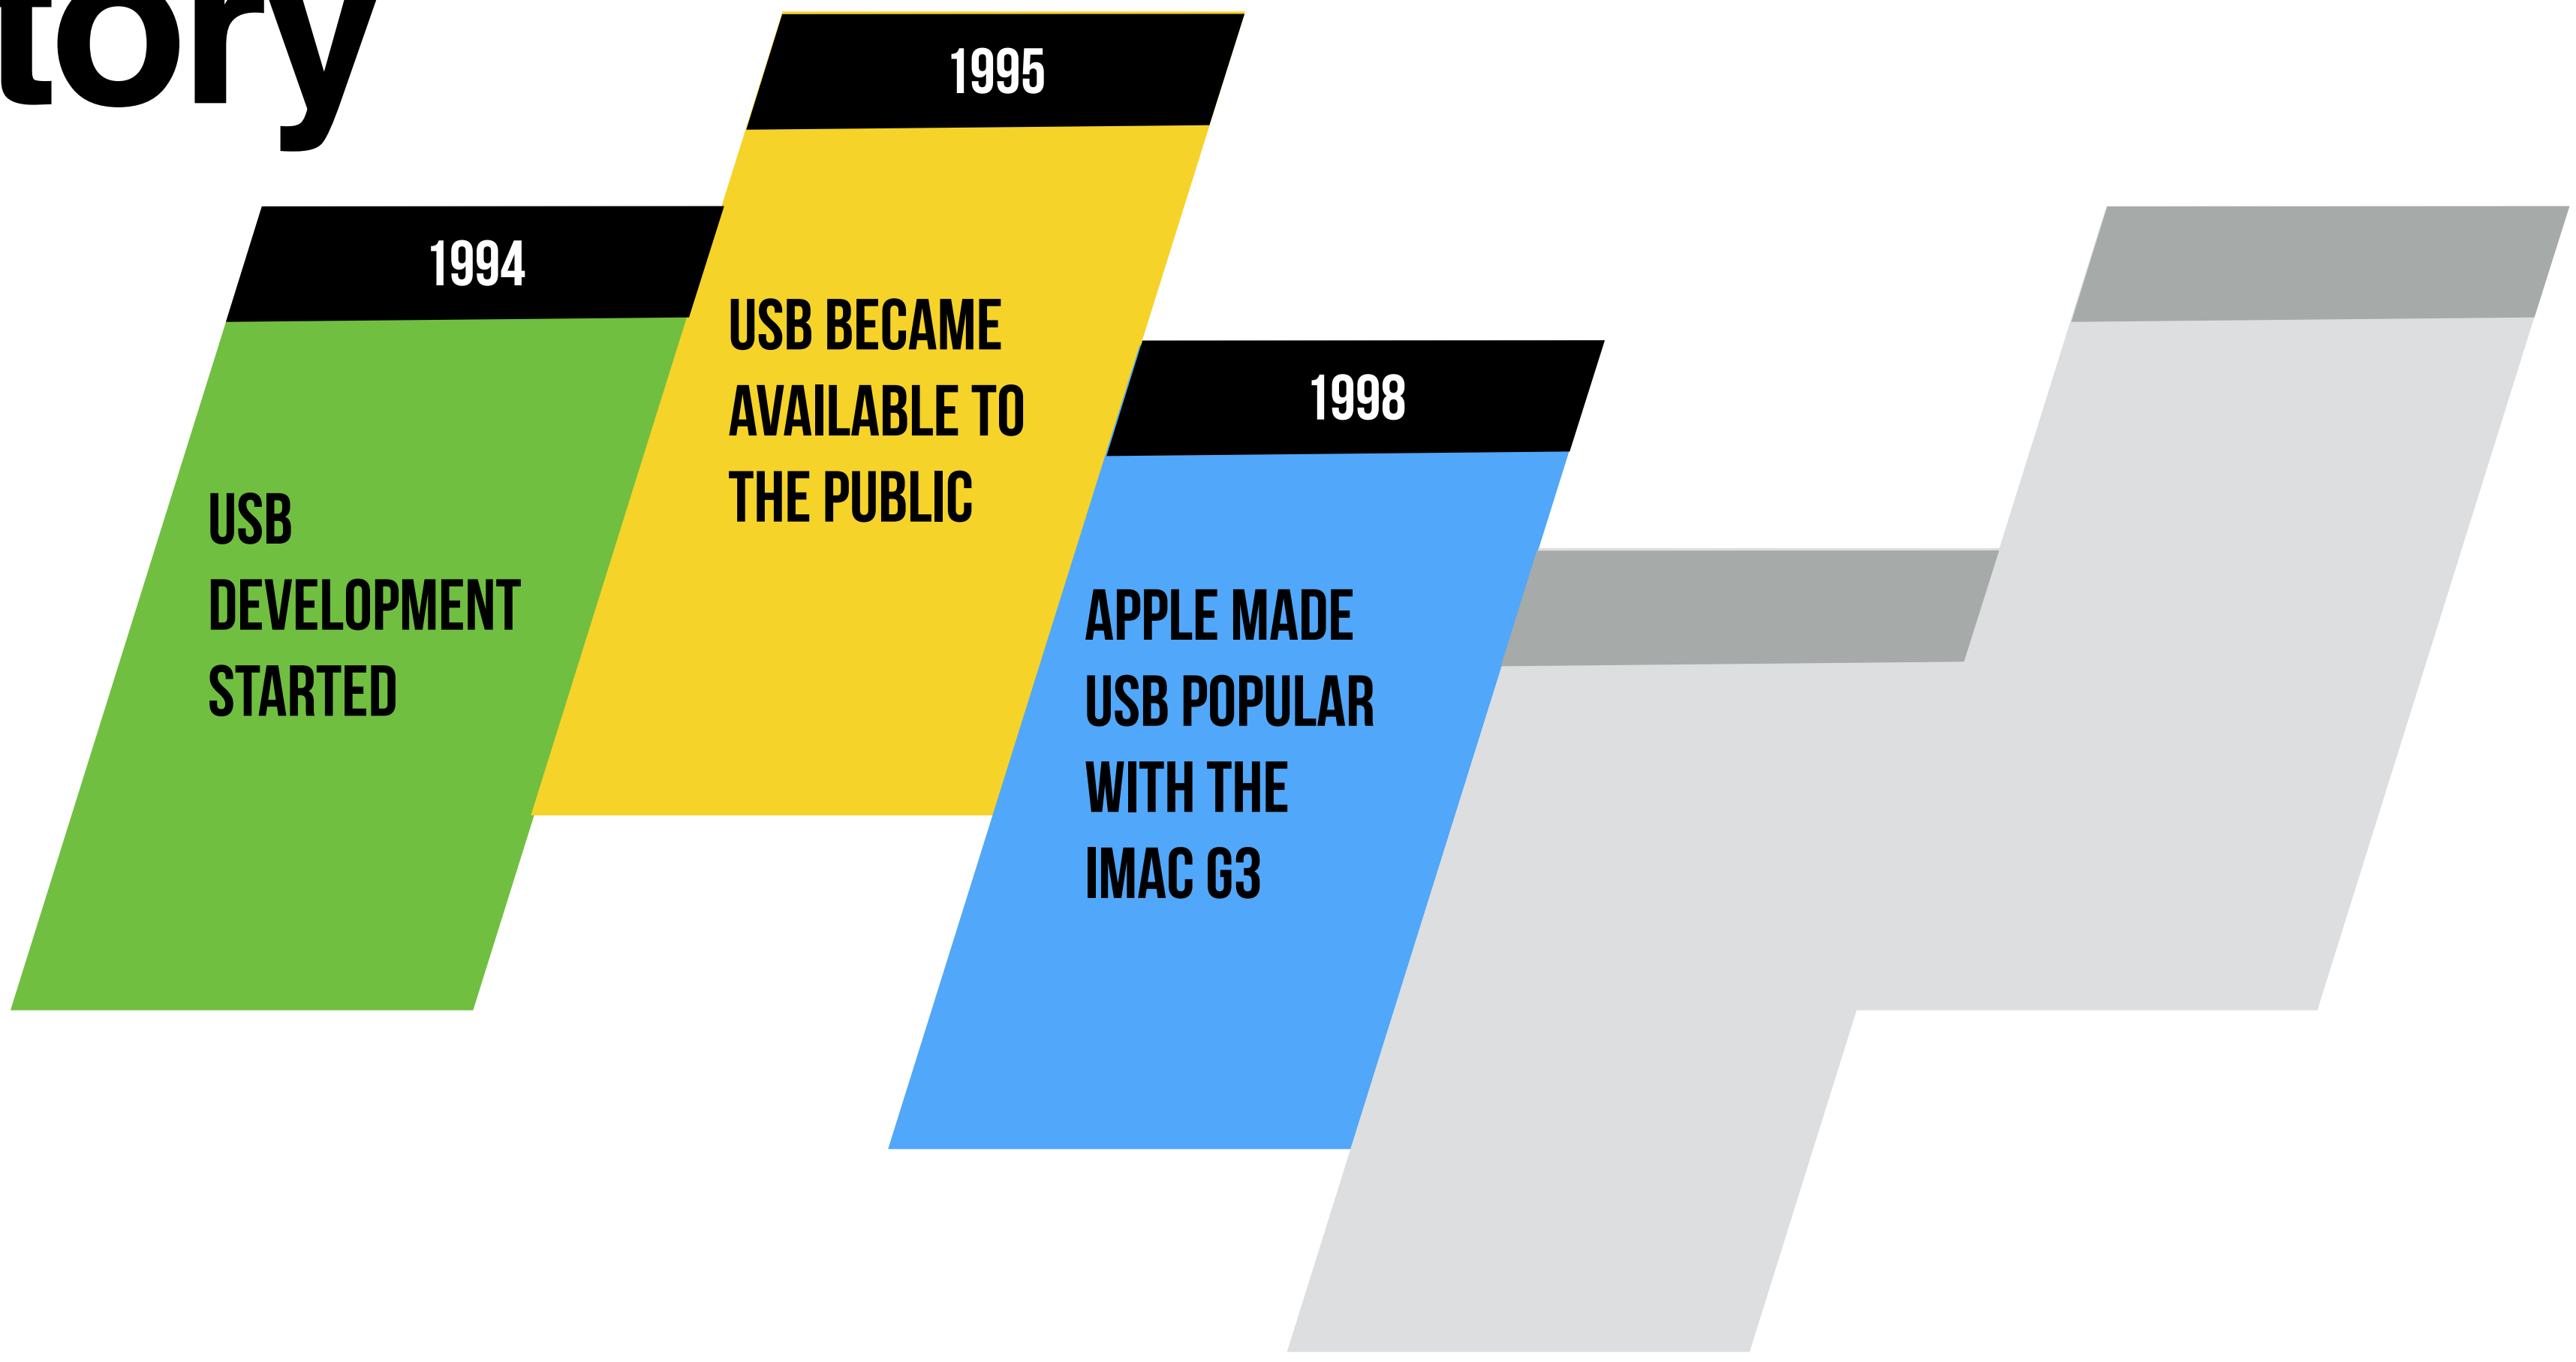 tory
1994
USB
DEVELOPMENT
STARTED
1995
USB BECAME
AVAILABLE TO
THE PUBLIC
1998
APPLE MADE
USB POPULAR
WITH THE
IMAC G3